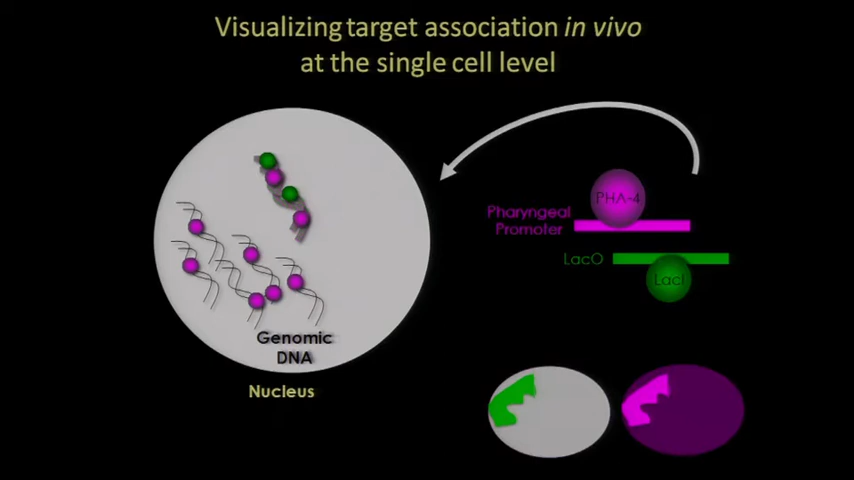 Visualizing target association in vivo
at the single cell level
PHA-4
Pharyngeal
Promoter
LacO
LacI
Genomic
DNA
Nucleus